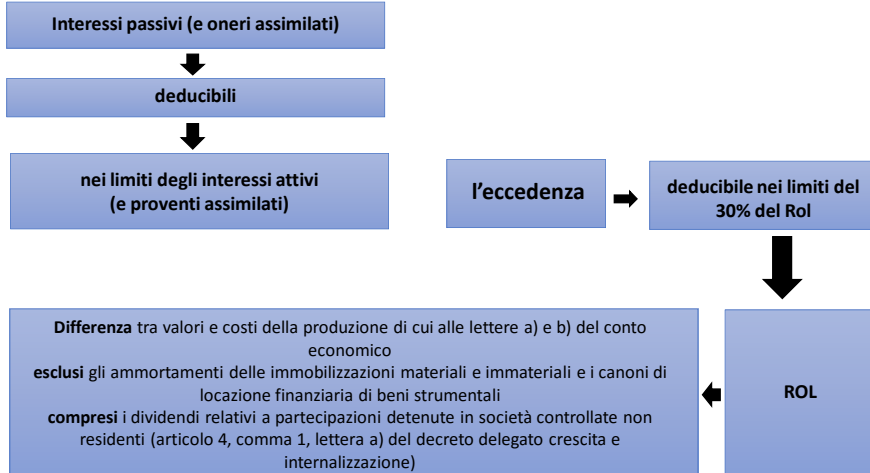 Interessi passivi (e oneri assimilati)
deducibili
nei limiti degli interessi attivi
(e proventi assimilati)
l'eccedenza
deducibile nei limiti del
30% del Rol
ROL
Differenza tra valori e costi della produzione di cui alle lettere a) e b) del conto
economico
esclusi gli ammortamenti delle immobilizzazioni materiali e immateriali e i canoni di
locazione finanziaria di beni strumentali
compresi i dividendi relativi a partecipazioni detenute in società controllate non
residenti (articolo 4, comma 1, lettera a) del decreto delegato crescita e
internalizzazione)